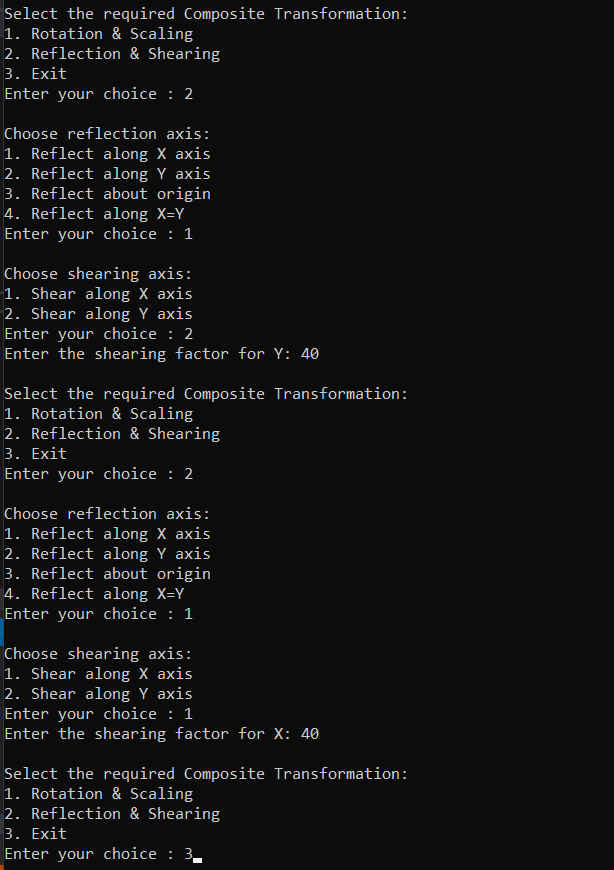 Select the required Composite Transformation:
1. Rotation & Scaling
2. Reflection & Shearing
3. Exit
Enter your choice : 2
Choose reflection axis:
1. Reflect along X axis
2. Reflect along Y axis
3. Reflect about origin
4. Reflect along X=Y
Enter your choice : 1
Choose shearing axis:
1. Shear along X axis
2. Shear along Y axis
Enter your choice : 2
Enter the shearing factor for Y: 40
Select the required Composite Transformation:
1. Rotation & Scaling
2. Reflection & Shearing
3. Exit
Enter your choice : 2
Choose reflection axis:
1. Reflect along X axis
2. Reflect along Y axis
3. Reflect about origin
4. Reflect along X=Y
Enter your choice : 1
Choose shearing axis:
1. Shear along X axis
2. Shear along Y axis
Enter your choice : 1
Enter the shearing factor for X: 40
Select the required Composite Transformation:
1. Rotation & Scaling
2. Reflection & Shearing
3. Exit
Enter your choice : 3